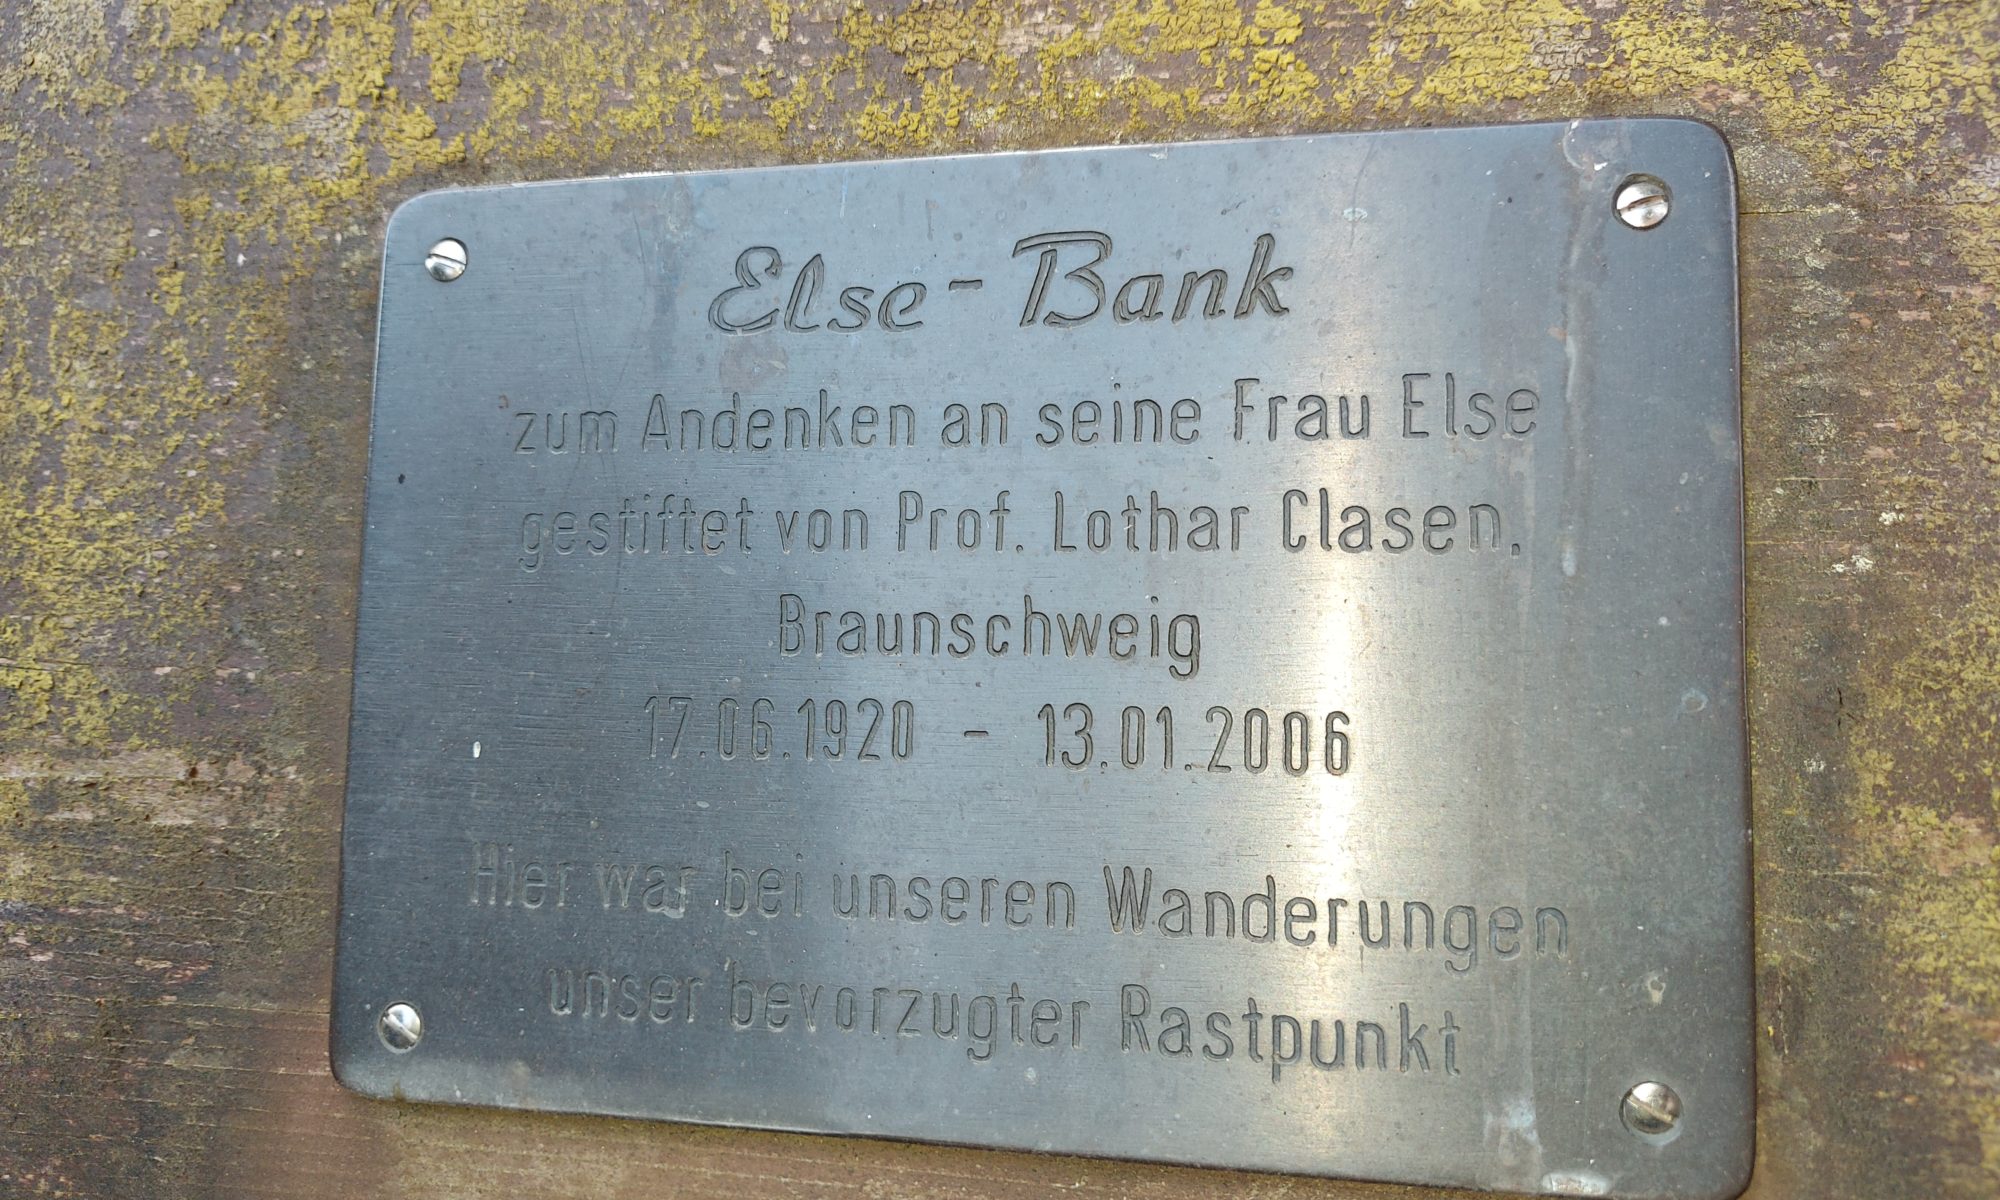 Else-Bank
zum Andenken an seine Frau Else
gestiftet von Prof. Lothar Clasen,
Braunschweig
17.06.1920 - 13.01.2006
Hier war bei unseren Wanderungen
unser bevorzugter Rastpunkt